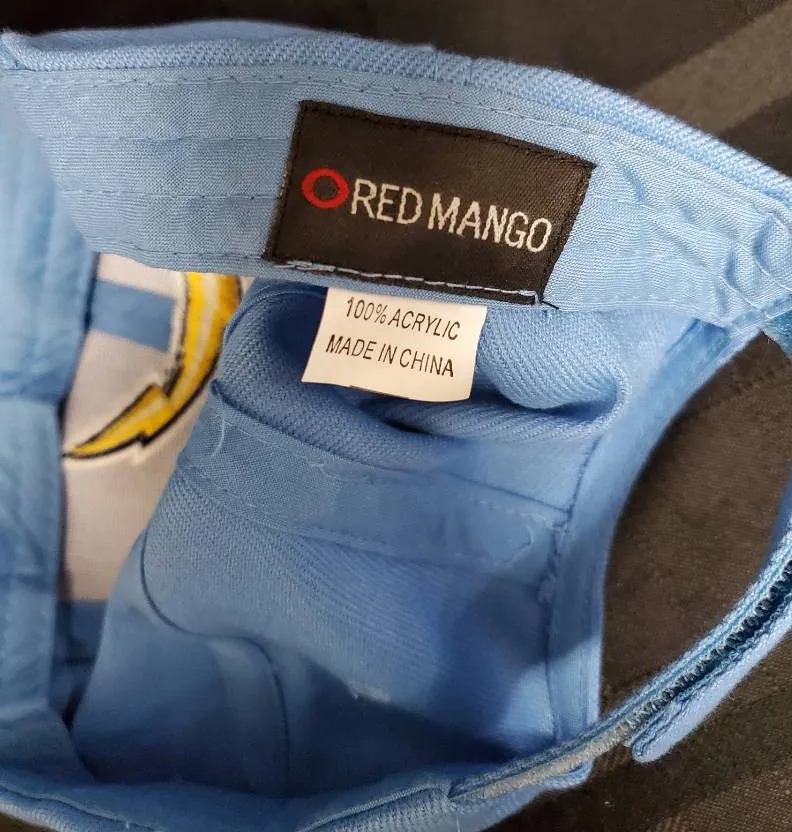 RED MANGO
100% ACRYLIC
MADE IN CHINA